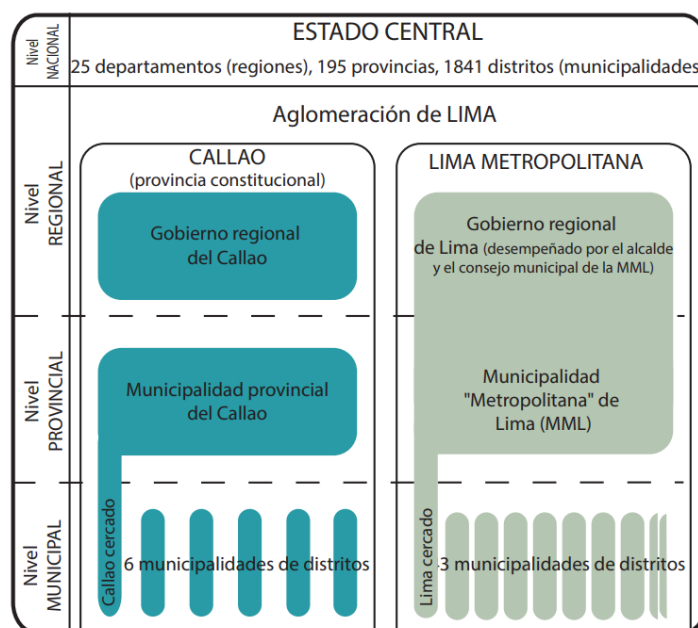 Nivel
NACIONAL
ESTADO CENTRAL
25 departamentos (regiones), 195 provincias, 1841 distritos (municipalidades
Aglomeración de LIMA
Nivel
REGIONAL
CALLAO
(provincia constitucional)
Gobierno regional
del Callao
LIMA METROPOLITANA
Gobierno regional
de Lima (desempeñado por el alcalde
y el consejo municipal de la MML)
Nivel
PROVINCIAL
Municipalidad provincial
del Callao
Municipalidad
"Metropolitana" de
Lima (MML)
Nivel
MUNICIPAL
Callao cercado
6 municipalidades de distritos
Lima cercado
3 municipalidades de distritos